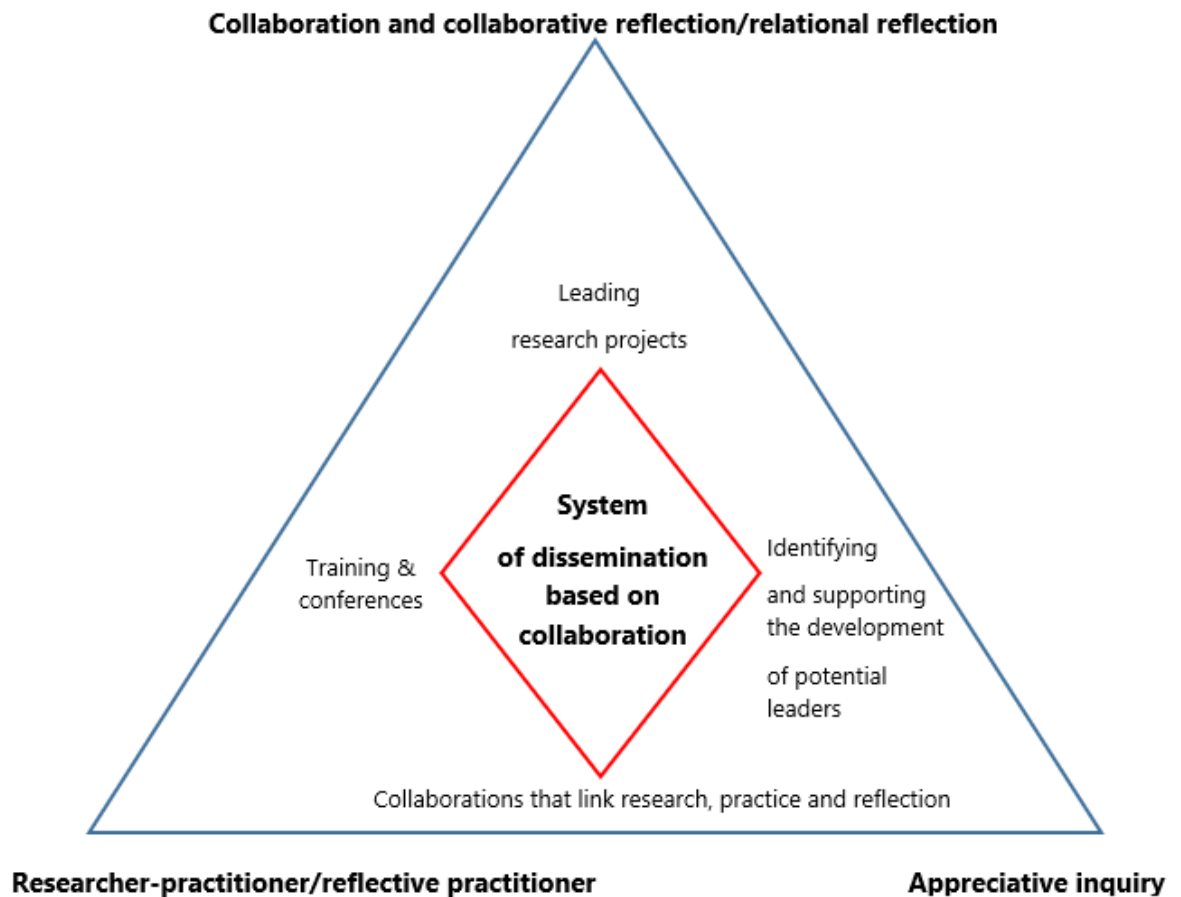 Collaboration and collaborative reflection/relational reflection
Leading
research projects
System
of dissemination
based on
collaboration
Training &
conferences
Identifying
and supporting
the development
of potential
leaders
Collaborations that link research, practice and reflection
Researcher-practitioner/reflective practitioner
Appreciative inquiry